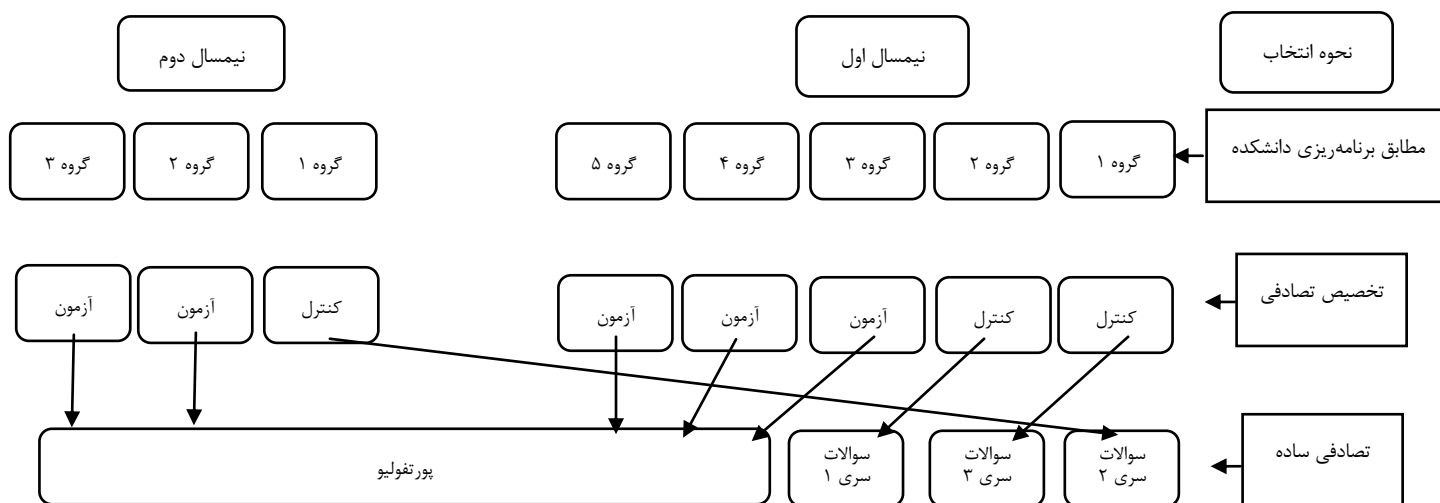 نحوه انتخاب
نیمسال اول
نیمسال دوم
مطابق برنامه‌ریزی دانشکده
گروه ۱
گروه ۲
گروه ۳
گروه ۴
گروه ۵
گروه ۱
گروه ۲
گروه ۳
تخصیص تصادفی
کنترل
کنترل
آزمون
آزمون
آزمون
کنترل
آزمون
آزمون
تصادفی ساده
سوالات
سری ۲
سوالات
سری ۳
سوالات
سری ۱
پورتفولیو